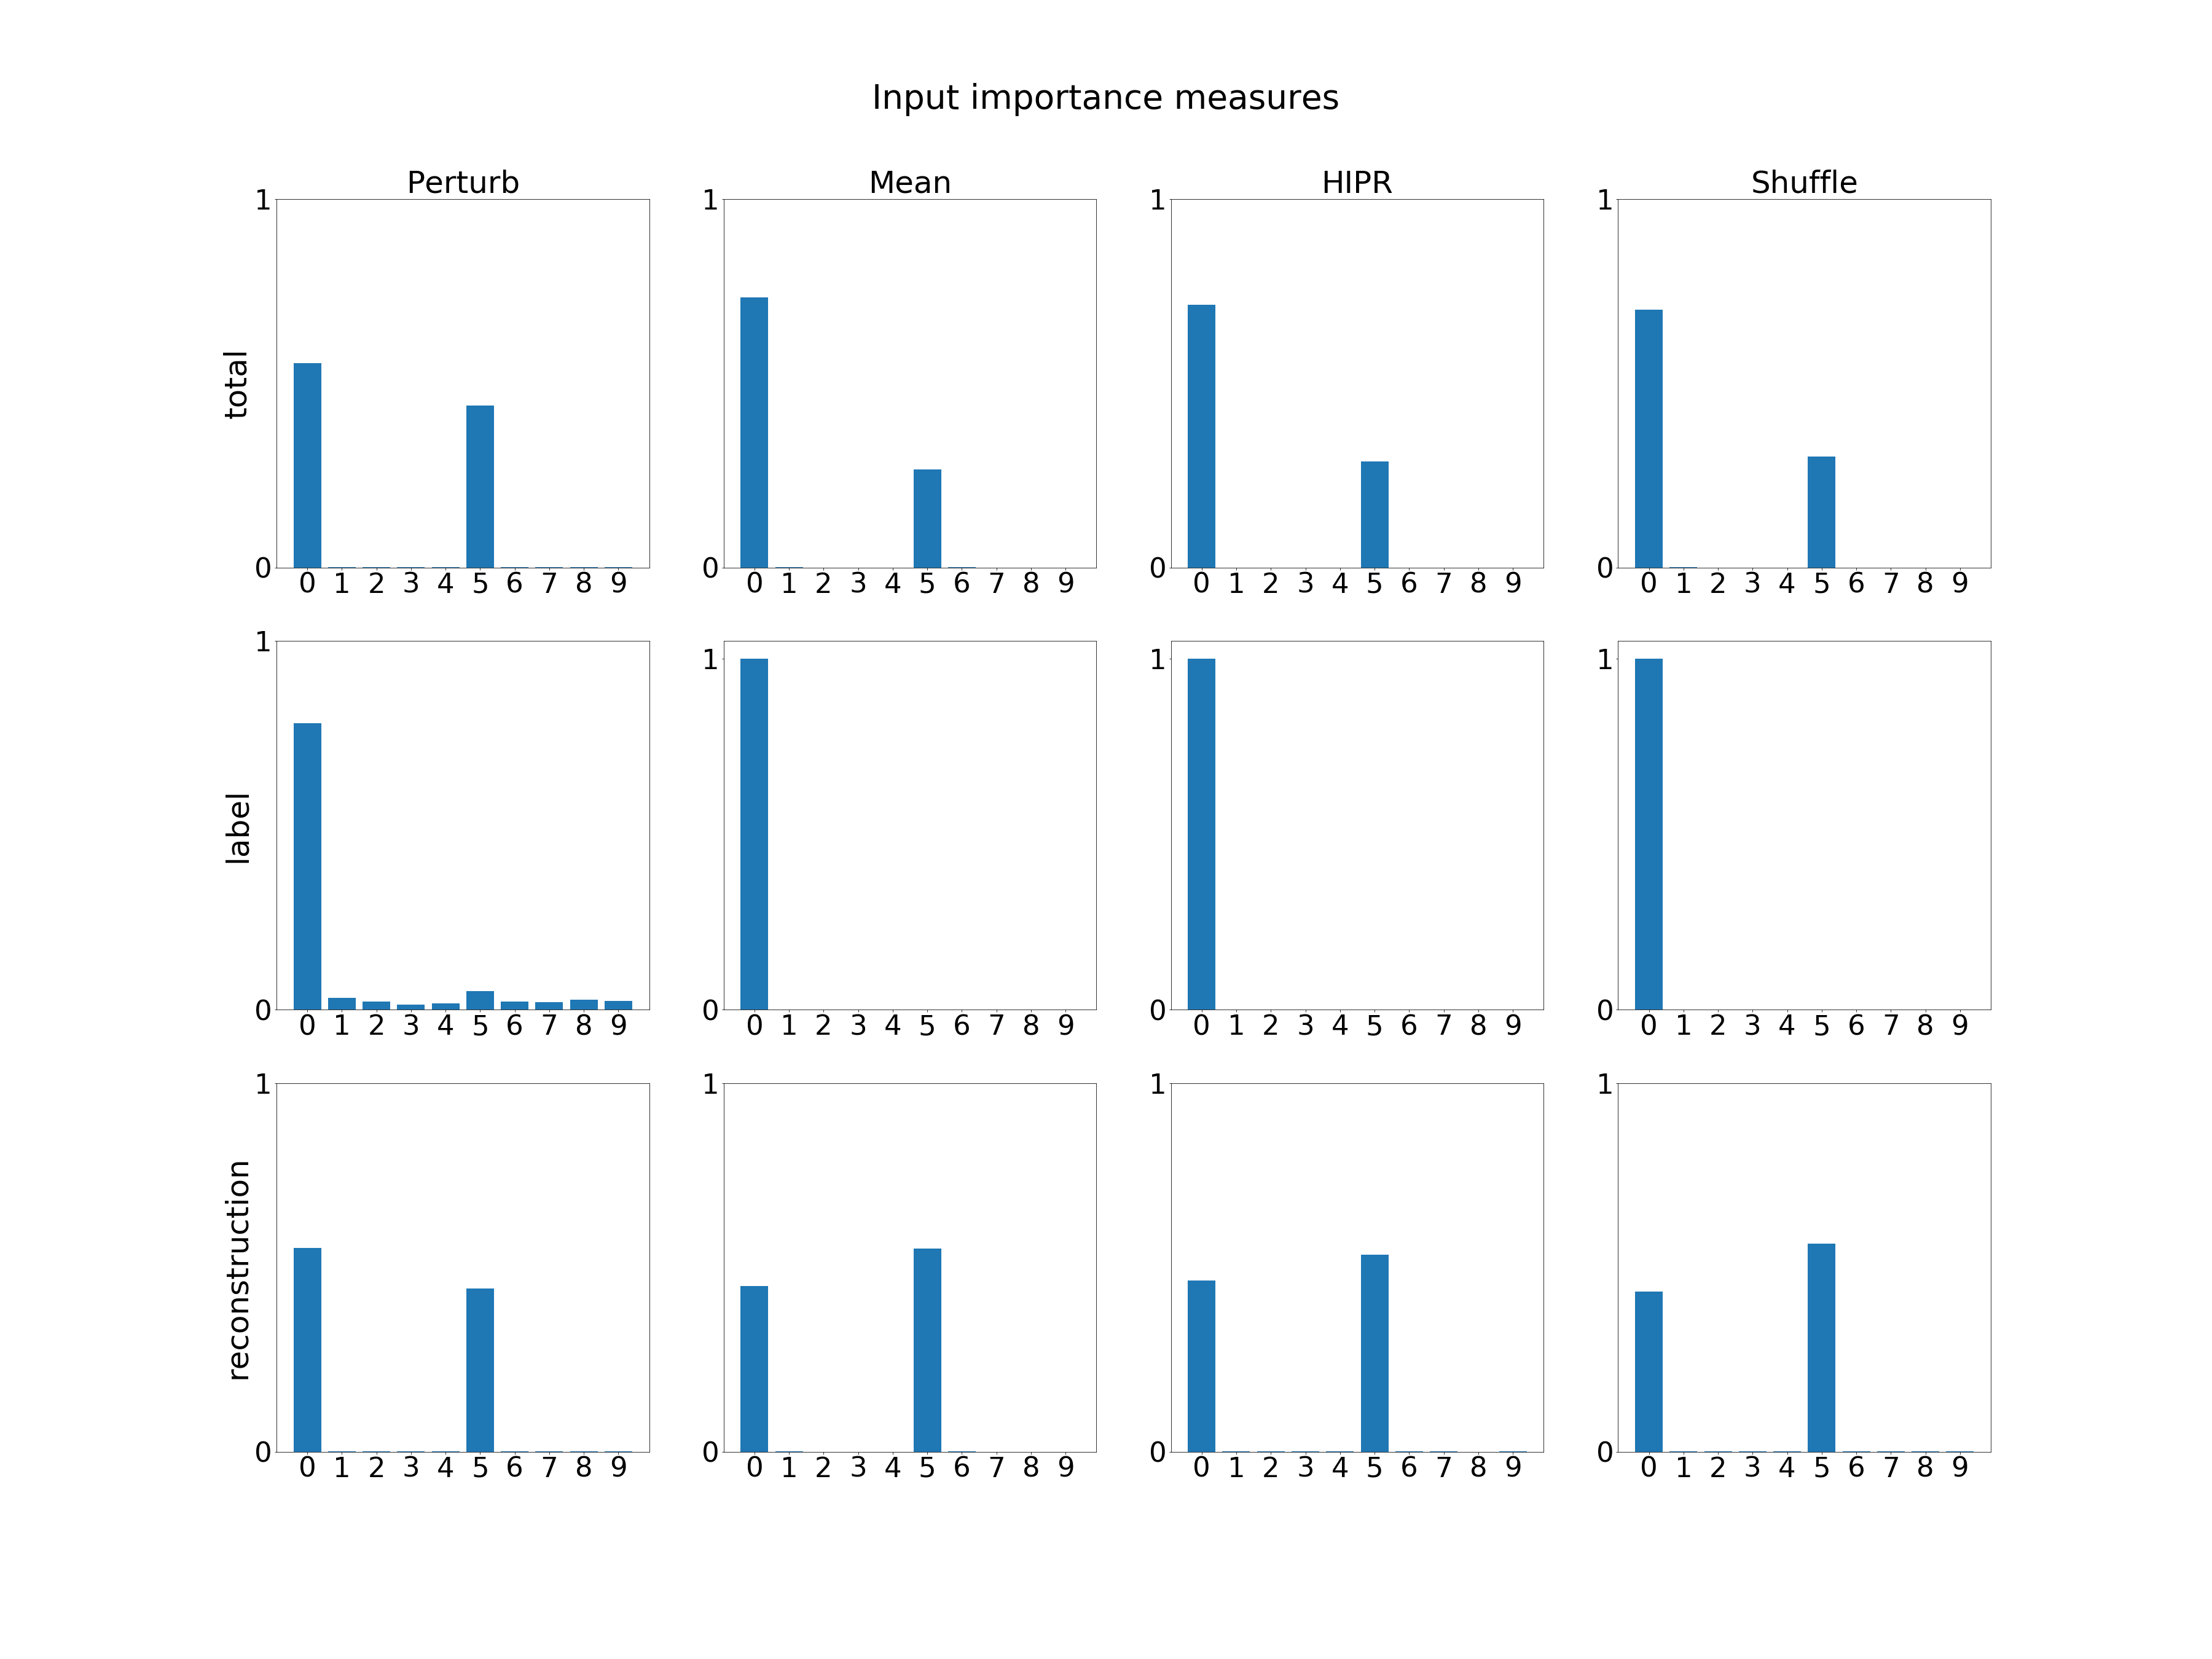 Input importance measures
Perturb Mean HIPR Shuffle
total
1 1 1 1
0 0 0 0
0 1 2 3 4 5 6 7 8 9 0 1 2 3 4 5 6 7 8 9 0 1 2 3 4 5 6 7 8 9 0 1 2 3 4 5 6 7 8 9
label
1 1 1 1
0 0 0 0
0 1 2 3 4 5 6 7 8 9 0 1 2 3 4 5 6 7 8 9 0 1 2 3 4 5 6 7 8 9 0 1 2 3 4 5 6 7 8 9
reconstruction
1 1 1 1
0 0 0 0
0 1 2 3 4 5 6 7 8 9 0 1 2 3 4 5 6 7 8 9 0 1 2 3 4 5 6 7 8 9 0 1 2 3 4 5 6 7 8 9